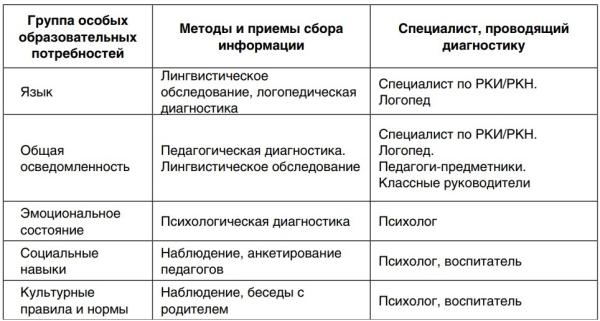 Группа особых образовательных потребностей
Методы и приемы сбора информации
Специалист, проводящий диагностику
Язык
Лингвистическое обследование, логопедическая диагностика
Специалист по РКИ/РКН.
Логопед
Общая осведомленность
Педагогическая диагностика.
Лингвистическое обследование
Специалист по РКИ/РКН.
Логопед.
Педагоги-предметники.
Классные руководители
Эмоциональное состояние
Психологическая диагностика
Психолог
Социальные навыки
Наблюдение, анкетирование педагогов
Психолог, воспитатель
Культурные правила и нормы
Наблюдение, беседы с родителем
Психолог, воспитатель